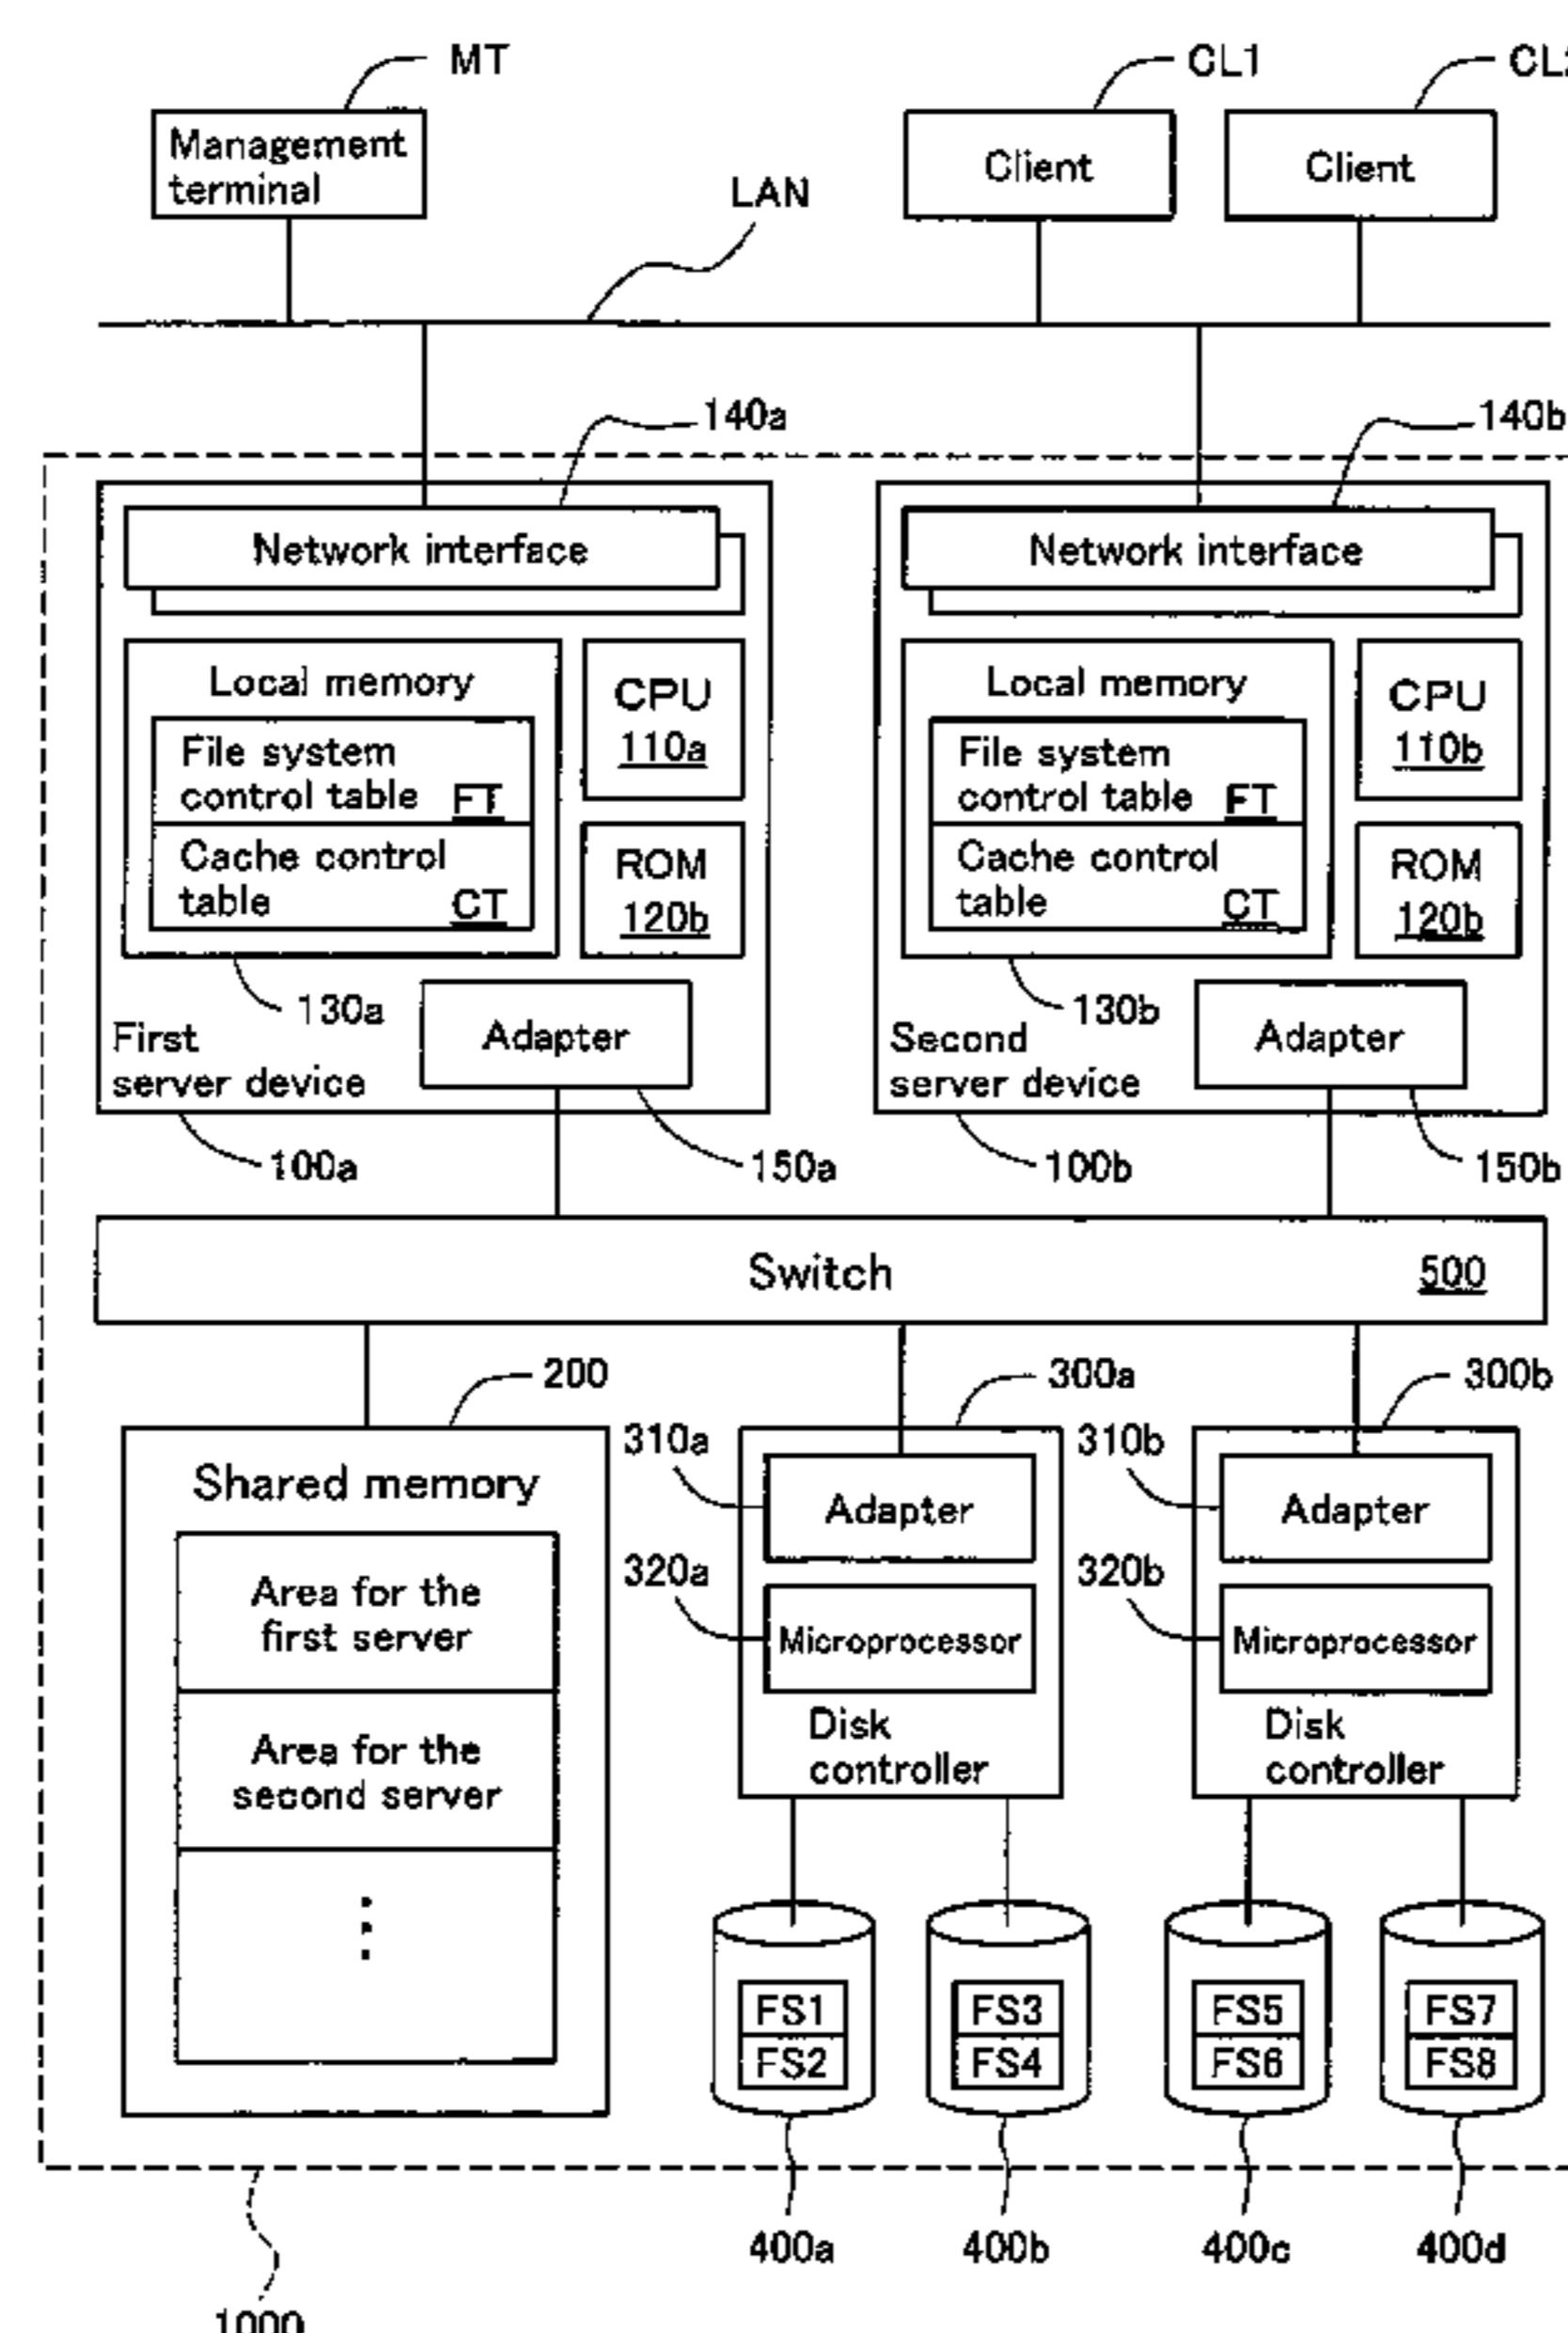 MT
CL1
Management
terminal
Client
Client
LAN
140a
140b
Network interface
Network interface
Local memory
File system
control table FT
Cache control
table CT
CPU
110a
ROM
120b
Local memory
File system
control table FT
Cache control
table CT
CPU
110b
ROM
120b
130a
Adapter
First
server device
130b
Adapter
Second
server device
100a
150a
100b
150b
Switch 500
200
300a
300b
310a
310b
Shared memory
Adapter
Adapter
320a
320b
Area for the
first server
Microprocessor
Microprocessor
Disk
controller
Disk
controller
Area for the
second server
FS1
FS2
FS3
FS4
FS5
FS6
FS7
FS8
400a
400b
400c
400d
1000